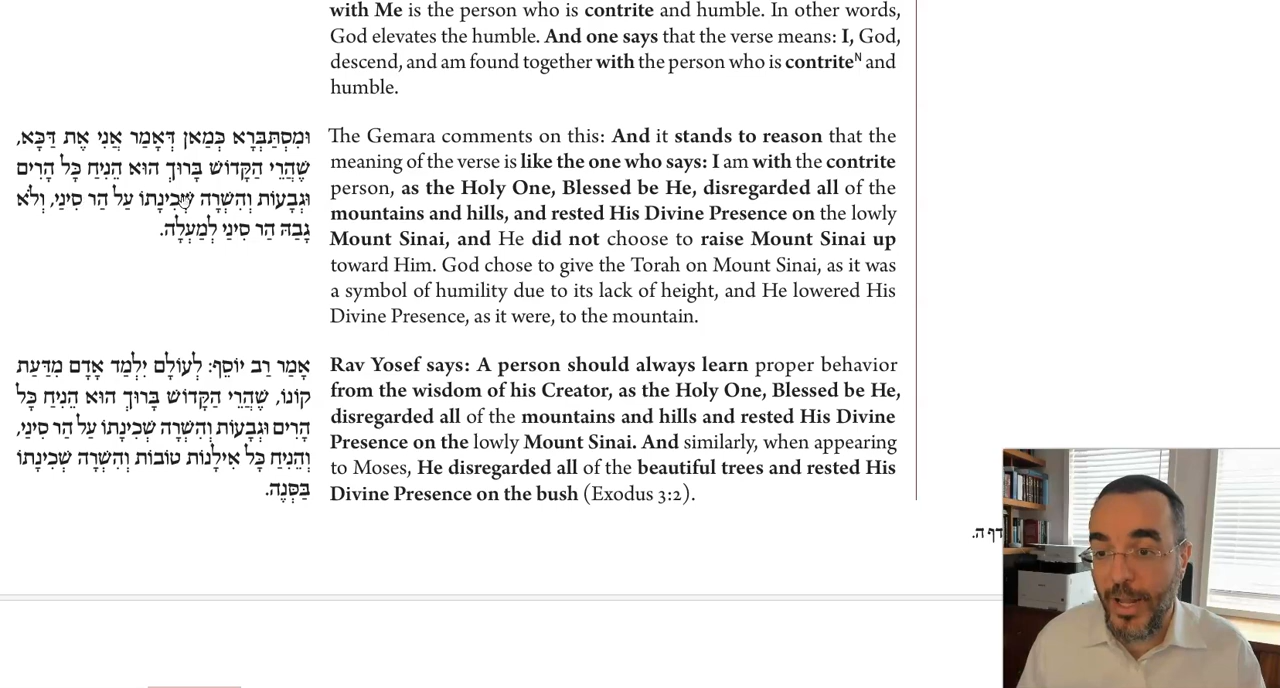 with Me is the person who is contrite and humble. In other words,
God elevates the humble. And one says that the verse means: I, God,
descend, and am found together with the person who is contriteᴺ and
humble.
וּמִסְתַּבְּרָא כְּמַאן דְּאָמַר אֲנִי אֶת דַּכָּא,
שֶׁהֲרֵי הַקָּדוֹשׁ בָּרוּךְ הוּא הִנִּיחַ כׇּל הָרִים
וּגְבָעוֹת וְהִשְׁרָה שְׁכִינָתוֹ עַל הַר סִינַי, וְלֹא
גָּבַהּ הַר סִינַי לְמַעְלָה.
The Gemara comments on this: And it stands to reason that the
meaning of the verse is like the one who says: I am with the contrite
person, as the Holy One, Blessed be He, disregarded all of the
mountains and hills, and rested His Divine Presence on the lowly
Mount Sinai, and He did not choose to raise Mount Sinai up
toward Him. God chose to give the Torah on Mount Sinai, as it was
a symbol of humility due to its lack of height, and He lowered His
Divine Presence, as it were, to the mountain.
אָמַר רַב יוֹסֵף: לְעוֹלָם יִלְמַד אָדָם מִדַּעַת
קוֹנוֹ, שֶׁהֲרֵי הַקָּדוֹשׁ בָּרוּךְ הוּא הִנִּיחַ כׇּל
הָרִים וּגְבָעוֹת וְהִשְׁרָה שְׁכִינָתוֹ עַל הַר סִינַי,
וְהִנִּיחַ כׇּל אִילָנוֹת טוֹבוֹת וְהִשְׁרָה שְׁכִינָתוֹ
בַּסְּנֶה.
Rav Yosef says: A person should always learn proper behavior
from the wisdom of his Creator, as the Holy One, Blessed be He,
disregarded all of the mountains and hills and rested His Divine
Presence on the lowly Mount Sinai. And similarly, when appearing
to Moses, He disregarded all of the beautiful trees and rested His
Divine Presence on the bush (Exodus 3:2).
דף ה.